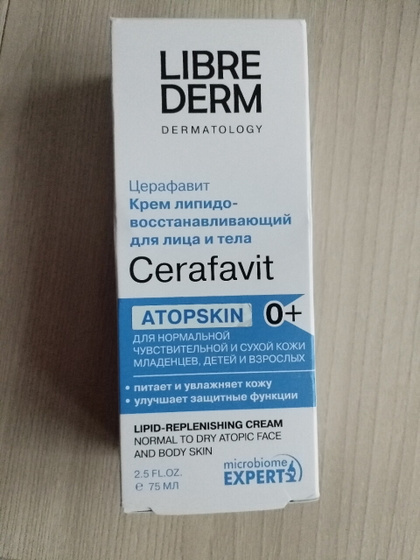 LIBRE
DERM
DERMATOLOGY
Церафавит
Крем липидо-
восстанавливающий
для лица и тела
Cerafavit
ATOPSKIN 0+
ДЛЯ НОРМАЛЬНОЙ
ЧУВСТВИТЕЛЬНОЙ И СУХОЙ КОЖИ
МЛАДЕНЦЕВ, ДЕТЕЙ И ВЗРОСЛЫХ
• питает и увлажняет кожу
• улучшает защитные функции
LIPID-REPLENISHING CREAM
NORMAL TO DRY ATOPIC FACE
AND BODY SKIN
2.5 FL.OZ.
℮ 75 МЛ
microbiome
EXPERT